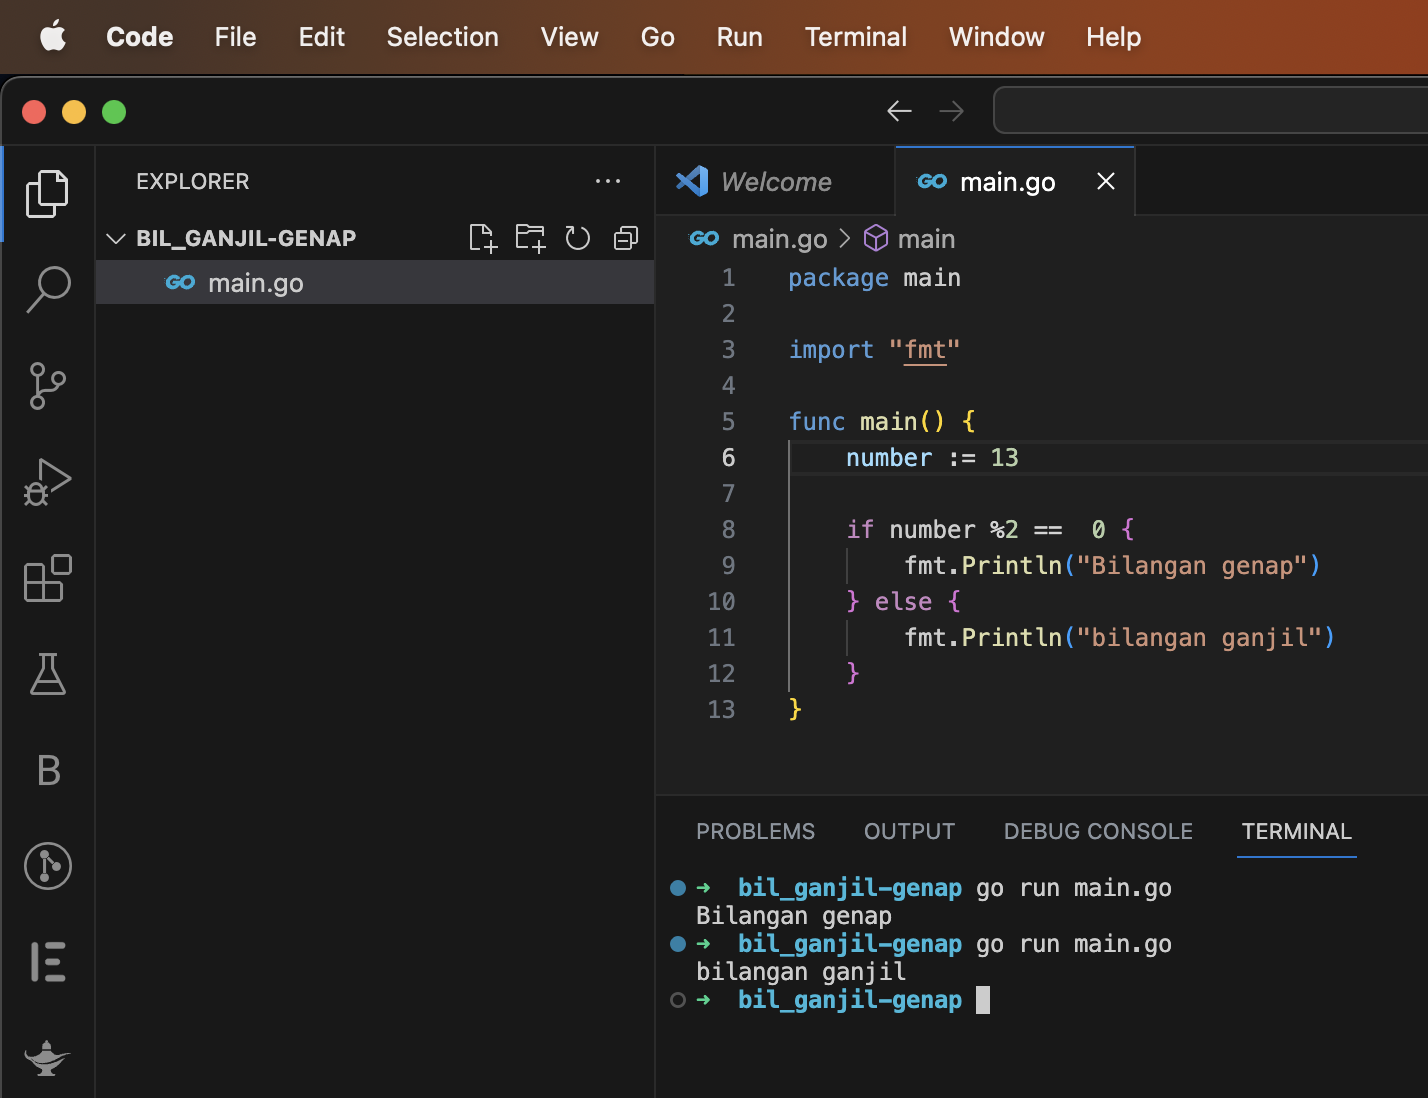 Code File Edit Selection View Go Run Terminal Window Help
EXPLORER
BIL_GANJIL-GENAP
GO main.go
Welcome
GO main.go
GO main.go > main
1 package main
2
3 import "fmt"
4
5 func main() {
6     number := 13
7
8     if number %2 ==  0 {
9         fmt.Println("Bilangan genap")
10     } else {
11         fmt.Println("bilangan ganjil")
12     }
13 }
PROBLEMS OUTPUT DEBUG CONSOLE TERMINAL
➜  bil_ganjil-genap go run main.go
Bilangan genap
➜  bil_ganjil-genap go run main.go
bilangan ganjil
➜  bil_ganjil-genap
B